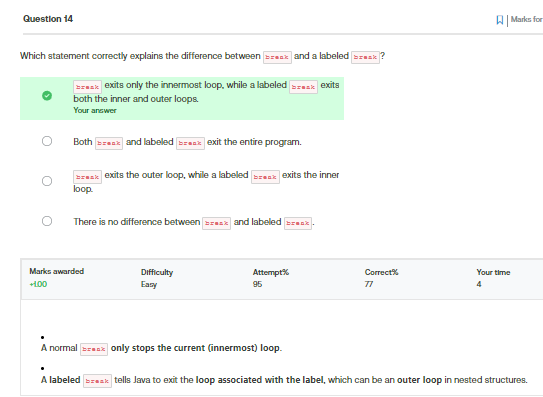 Question 14
Marks for
Which statement correctly explains the difference between break and a labeled break?
break exits only the innermost loop, while a labeled break exits
both the inner and outer loops.
Your answer
Both break and labeled break exit the entire program.
break exits the outer loop, while a labeled break exits the inner
loop.
There is no difference between break and labeled break.
Marks awarded Difficulty Attempt% Correct% Your time
+1.00 Easy 95 77 4
A normal break only stops the current (innermost) loop.
A labeled break tells Java to exit the loop associated with the label, which can be an outer loop in nested structures.